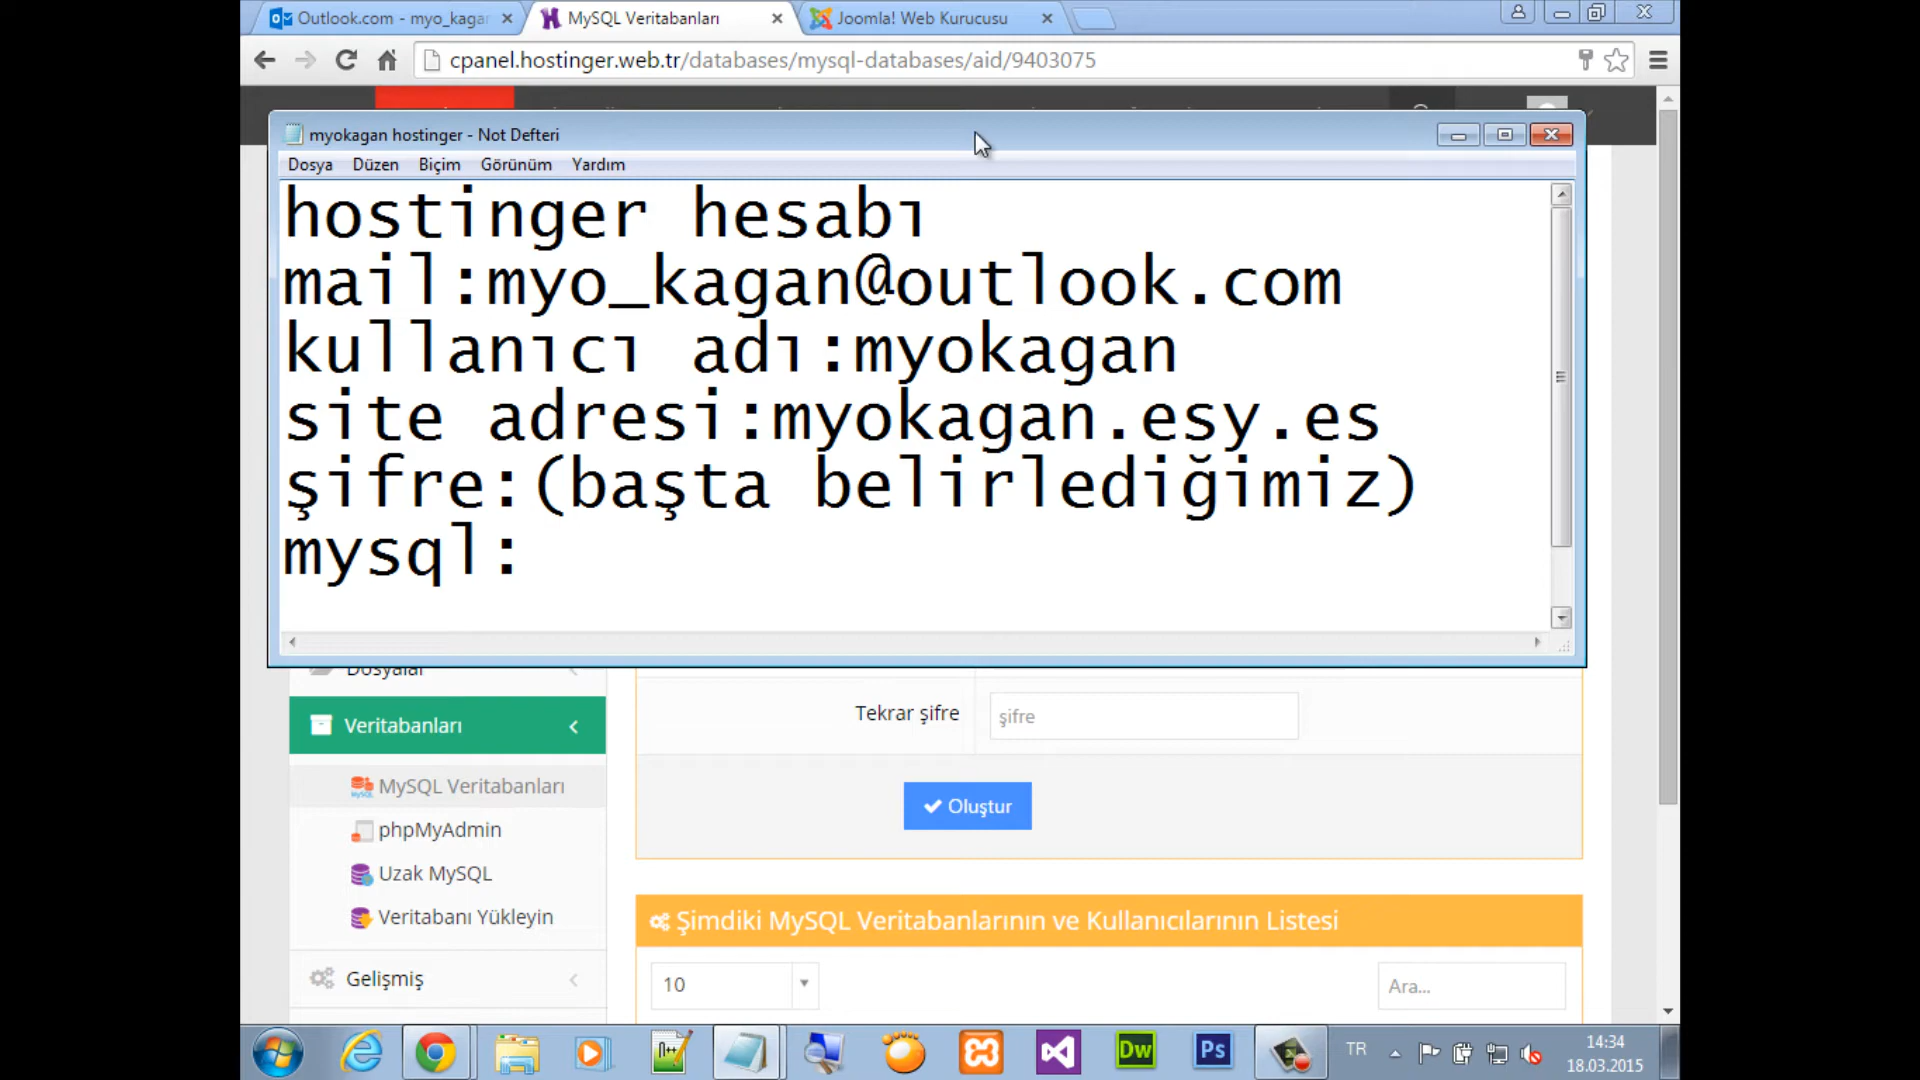 Outlook.com - myo_kagan
MySQL Veritabanları
Joomla! Web Kurucusu
cpanel.hostinger.web.tr/databases/mysql-databases/aid/9403075
myokagan hostinger - Not Defteri
Dosya Düzen Biçim Görünüm Yardım
hostinger hesabı
mail:myo_kagan@outlook.com
kullanıcı adı:myokagan
site adresi:myokagan.esy.es
şifre:(başta belirlediğimiz)
mysql:
Dosyalar
Veritabanları
MySQL Veritabanları
phpMyAdmin
Uzak MySQL
Veritabanı Yükleyin
Gelişmiş
Tekrar şifre
şifre
Oluştur
Şimdiki MySQL Veritabanlarının ve Kullanıcılarının Listesi
10
Ara...
n++
Dw
Ps
TR
14:34
18.03.2015